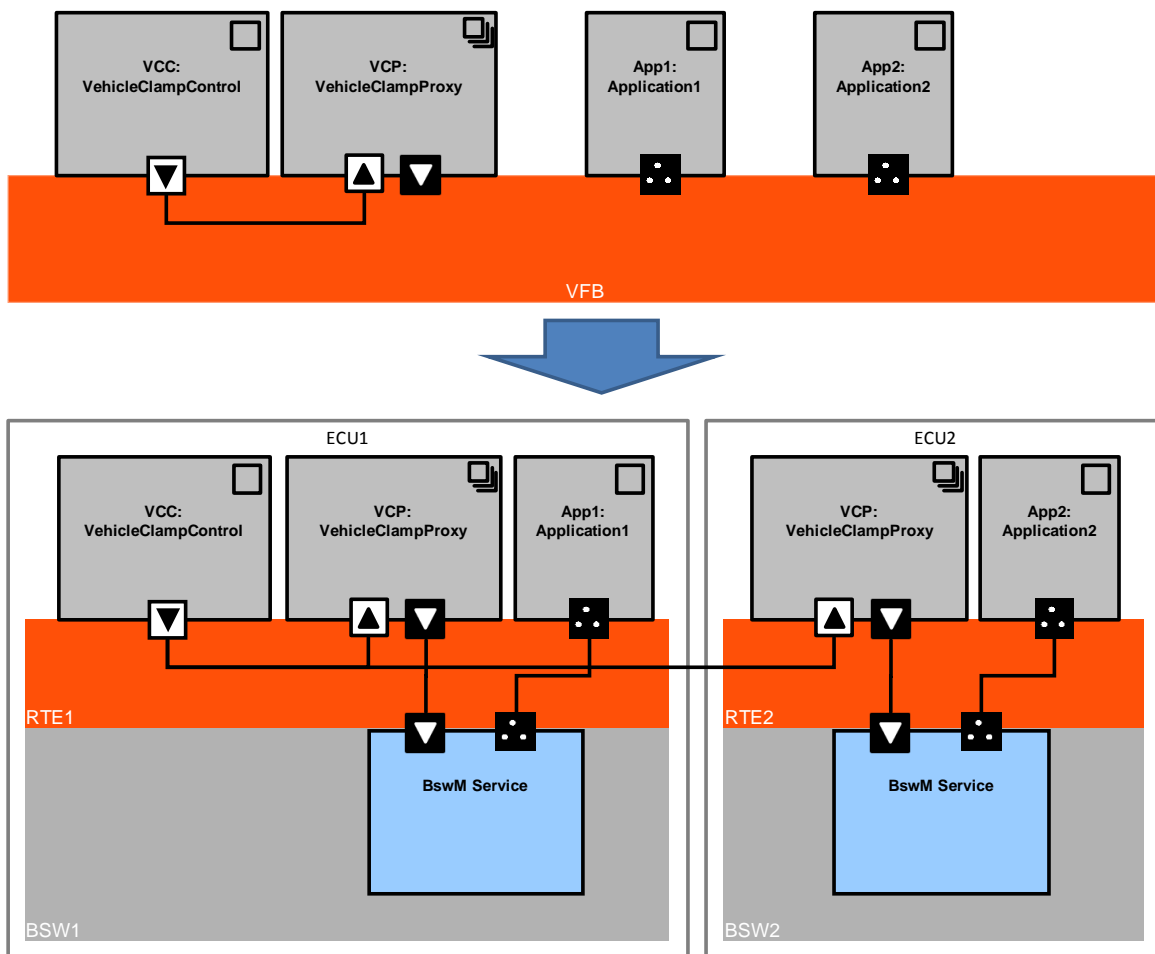 VCC:
VehicleClampControl
VCP:
VehicleClampProxy
App1:
Application1
App2:
Application2
VFB
ECU1
ECU2
VCC:
VehicleClampControl
VCP:
VehicleClampProxy
App1:
Application1
VCP:
VehicleClampProxy
App2:
Application2
RTE1
RTE2
BswM Service
BswM Service
BSW1
BSW2